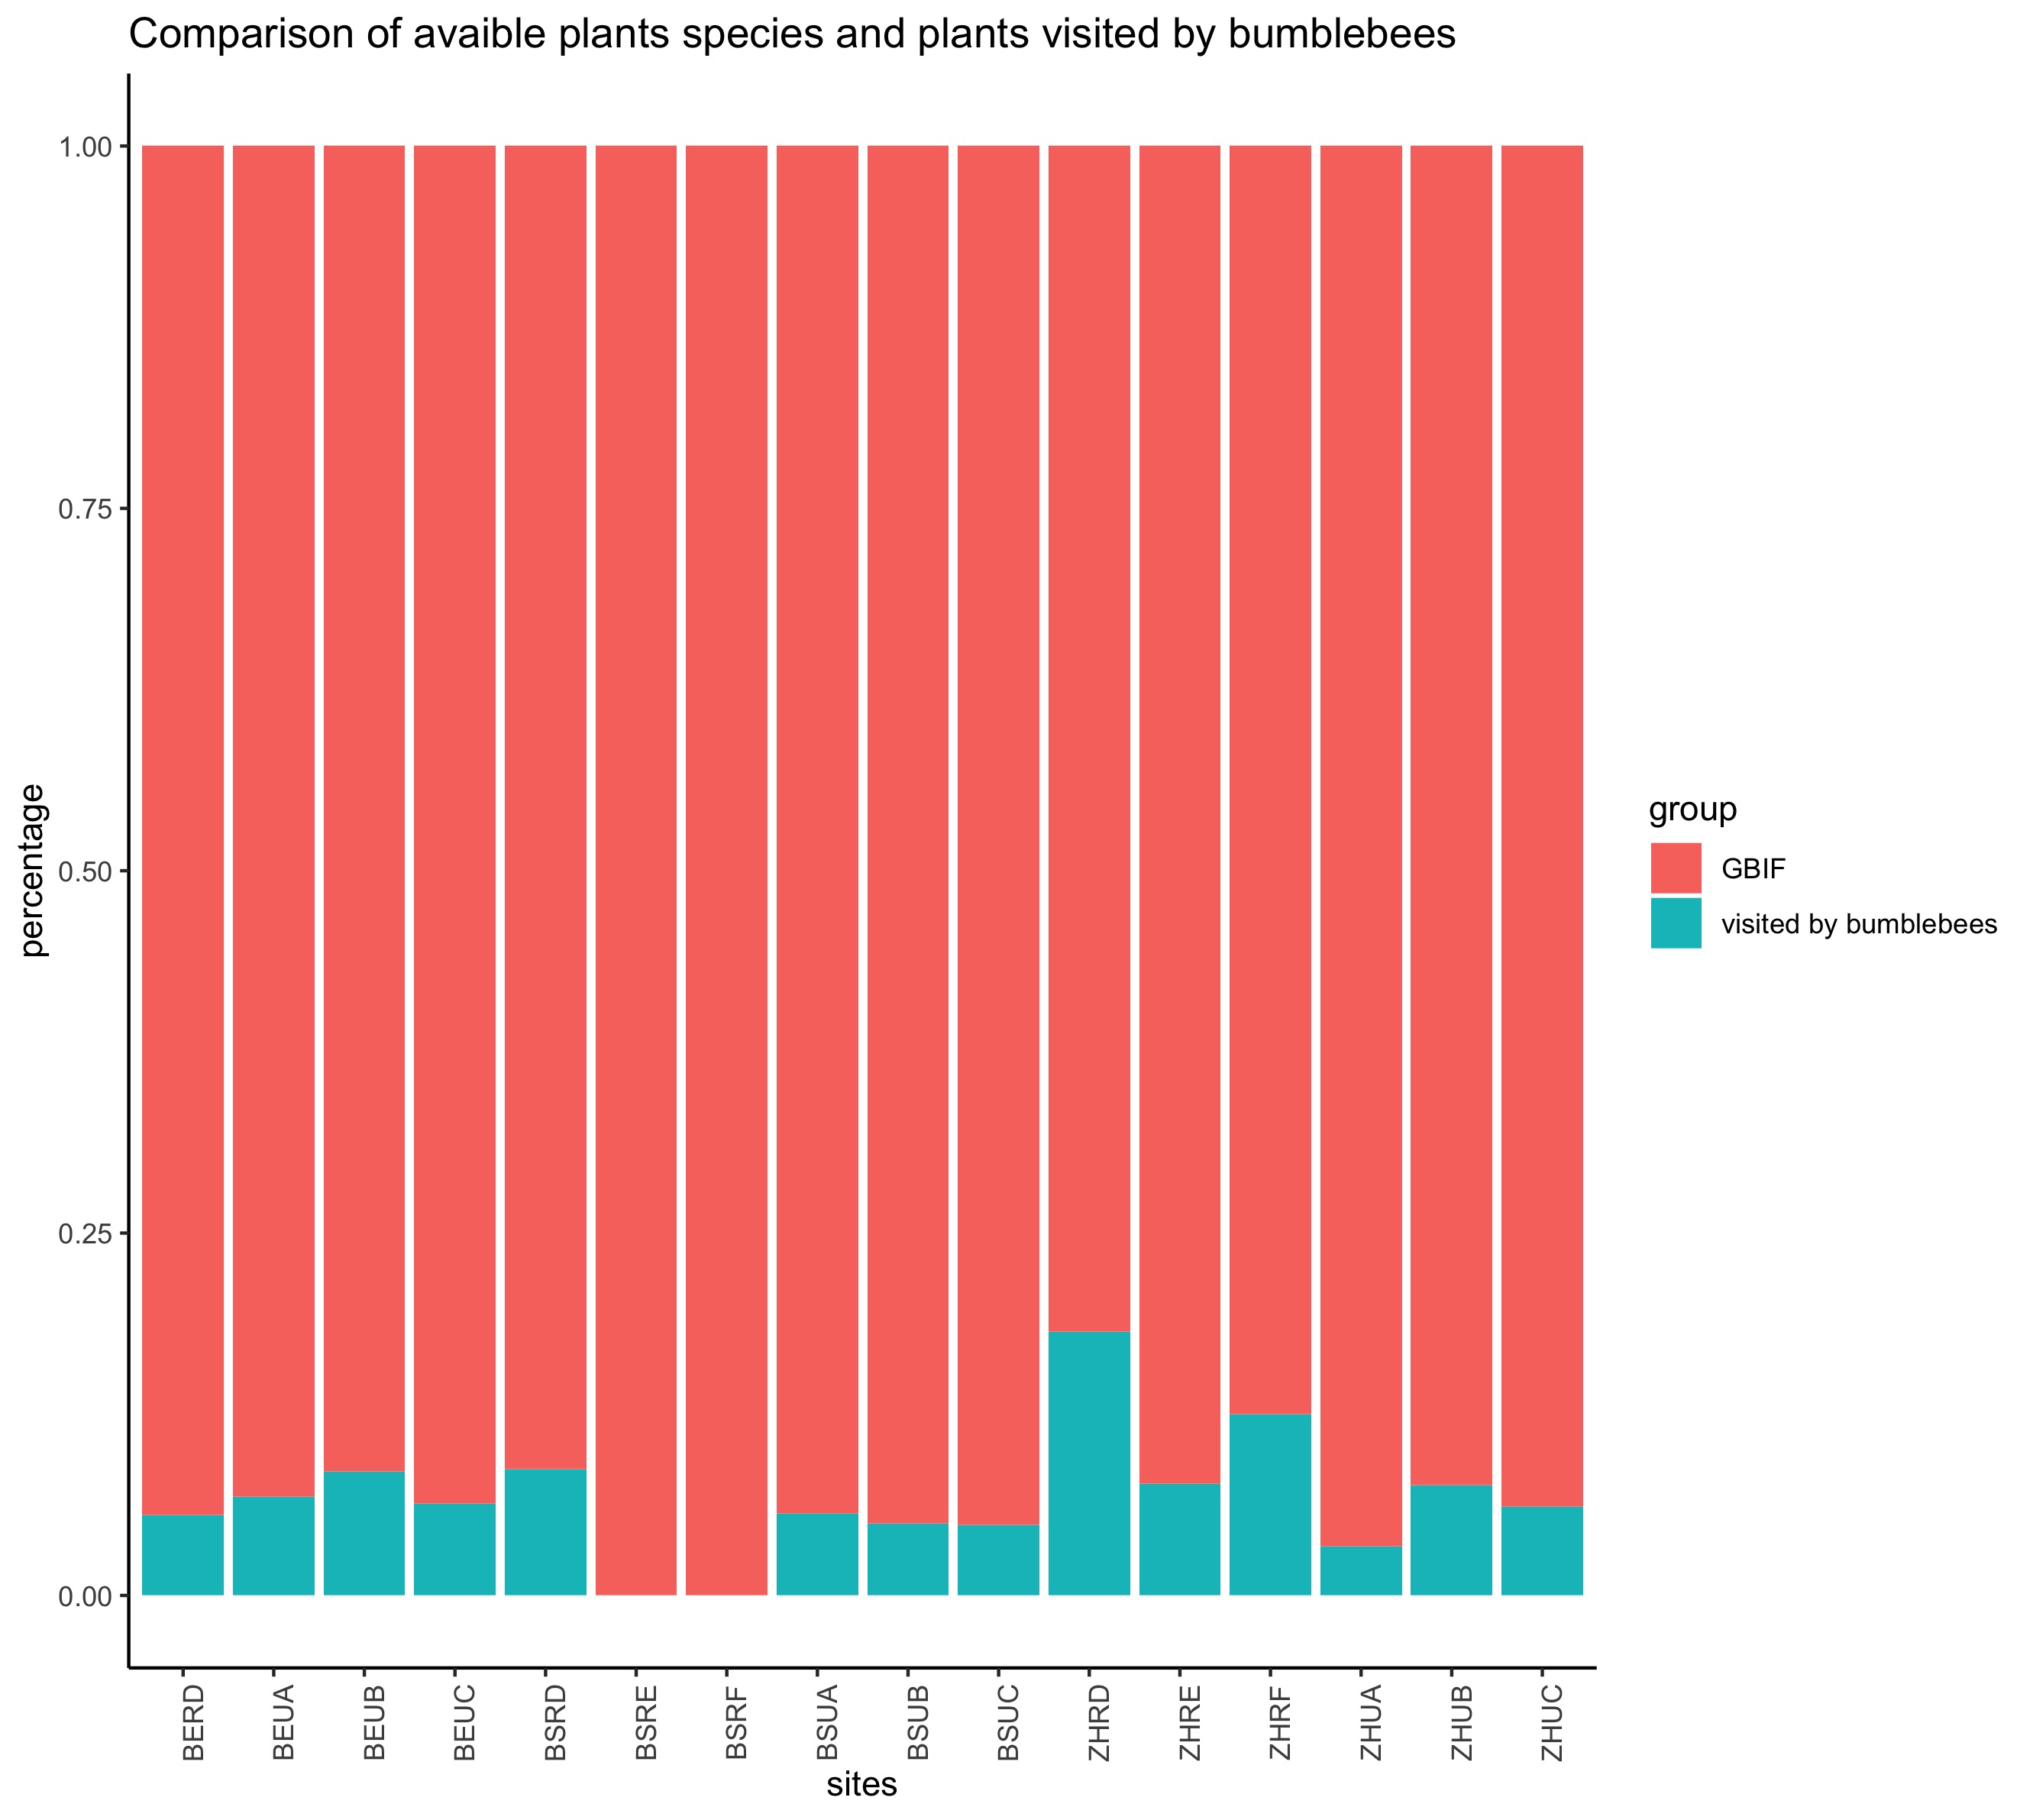 Comparison of avaible plants species and plants visited by bumblebees
1.00
0.75
0.50
0.25
0.00
percentage
BERD
BEUA
BEUB
BEUC
BSRD
BSRE
BSRF
BSUA
BSUB
BSUC
ZHRD
ZHRE
ZHRF
ZHUA
ZHUB
ZHUC
sites
group
GBIF
visited by bumblebees